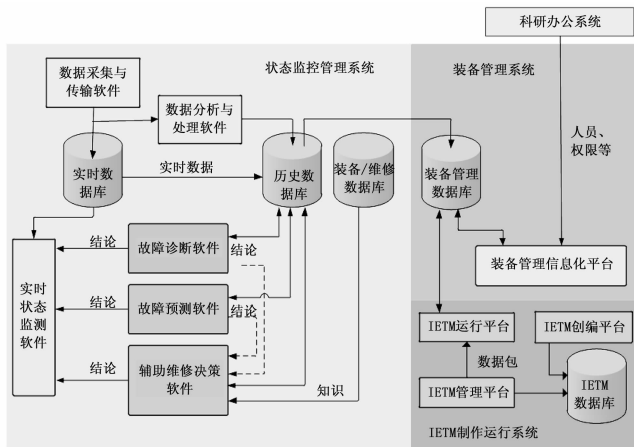 科研办公系统
状态监控管理系统
装备管理系统
数据采集与
传输软件
数据分析与
处理软件
人员、
权限等
实时数
据库
实时数据
历史数
据库
装备/维修
数据库
装备管理
数据库
结论
故障诊断软件
结论
装备管理信息化平台
实时
状态
监测
软件
结论
故障预测软件
结论
IETM运行平台
IETM创编平台
数据包
结论
辅助维修决策
软件
知识
IETM管理平台
IETM
数据库
IETM制作运行系统